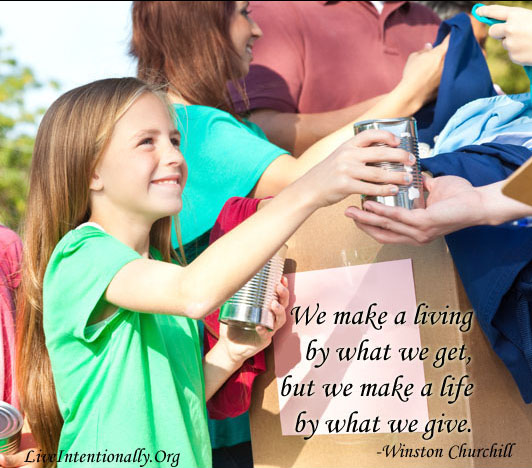 We make a living
by what we get,
but we make a life
by what we give.
-Winston Churchill
LiveIntentionally.Org